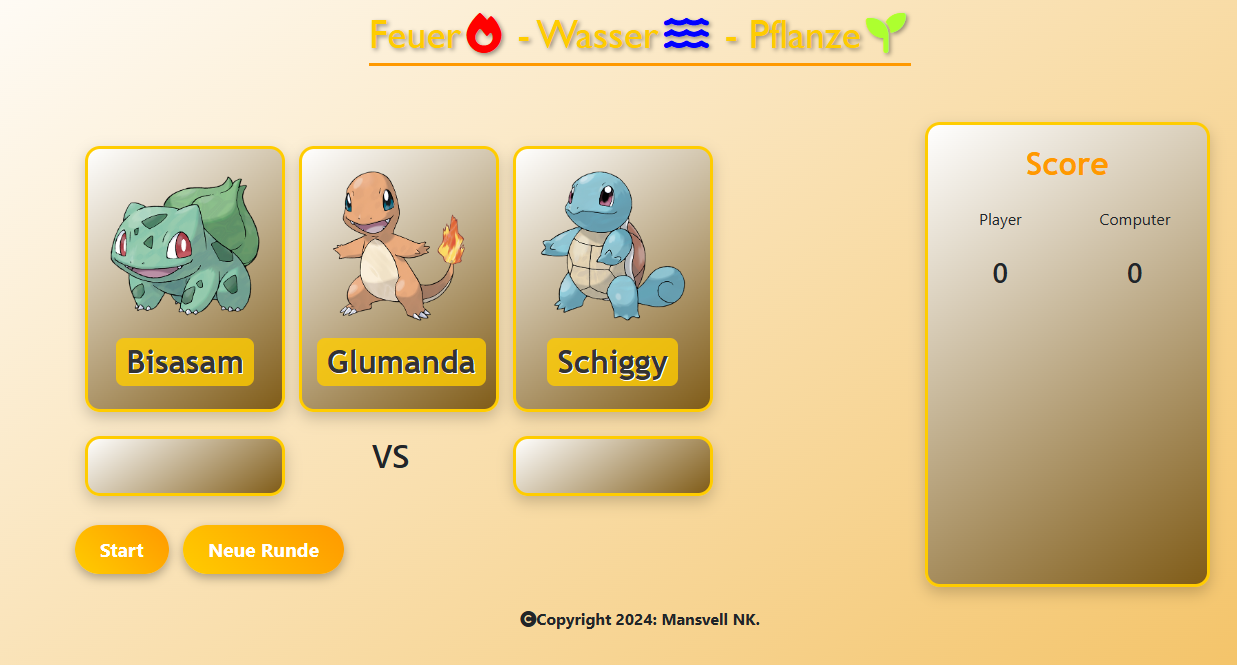 Feuer - Wasser - Pflanze
Score
Player Computer
0 0
Bisasam Glumanda Schiggy
VS
Start Neue Runde
©Copyright 2024: Mansvell NK.